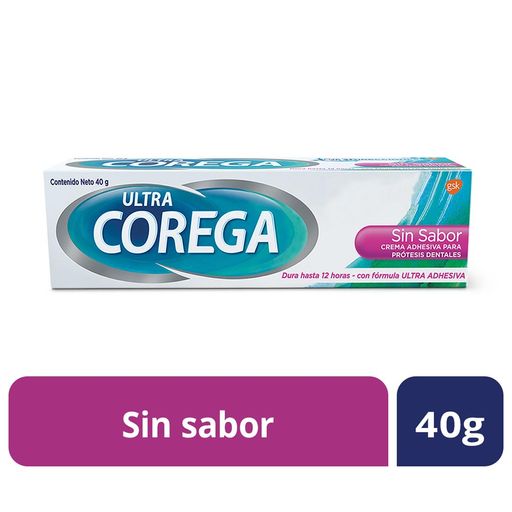 Contenido Neto 40 g
ULTRA
COREGA
gsk
Sin Sabor
CREMA ADHESIVA PARA
PRÓTESIS DENTALES
Dura hasta 12 horas - con fórmula ULTRA ADHESIVA
Sin sabor
40g